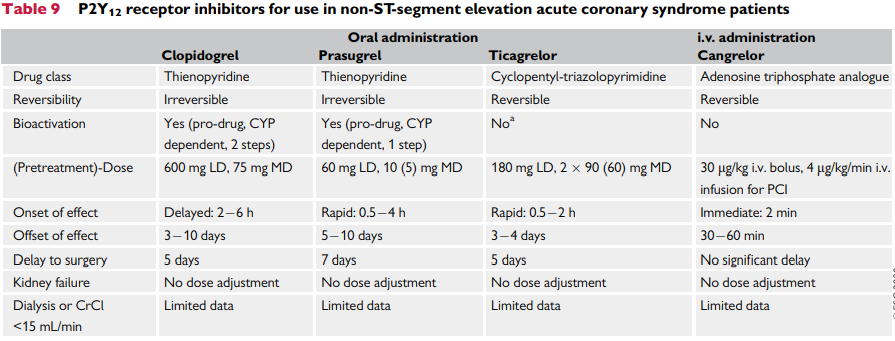 Table 9 P2Y12 receptor inhibitors for use in non-ST-segment elevation acute coronary syndrome patients
Oral administration i.v. administration
Clopidogrel Prasugrel Ticagrelor Cangrelor
Drug class Thienopyridine Thienopyridine Cyclopentyl-triazolopyrimidine Adenosine triphosphate analogue
Reversibility Irreversible Irreversible Reversible Reversible
Bioactivation Yes (pro-drug, CYP Yes (pro-drug, CYP Noa No
dependent, 2 steps) dependent, 1 step)
(Pretreatment)-Dose 600 mg LD, 75 mg MD 60 mg LD, 10 (5) mg MD 180 mg LD, 2 × 90 (60) mg MD 30 µg/kg i.v. bolus, 4 µg/kg/min i.v.
infusion for PCI
Onset of effect Delayed: 2–6 h Rapid: 0.5–4 h Rapid: 0.5–2 h Immediate: 2 min
Offset of effect 3–10 days 5–10 days 3–4 days 30–60 min
Delay to surgery 5 days 7 days 5 days No significant delay
Kidney failure No dose adjustment No dose adjustment No dose adjustment No dose adjustment
Dialysis or CrCl Limited data Limited data Limited data Limited data
<15 mL/min